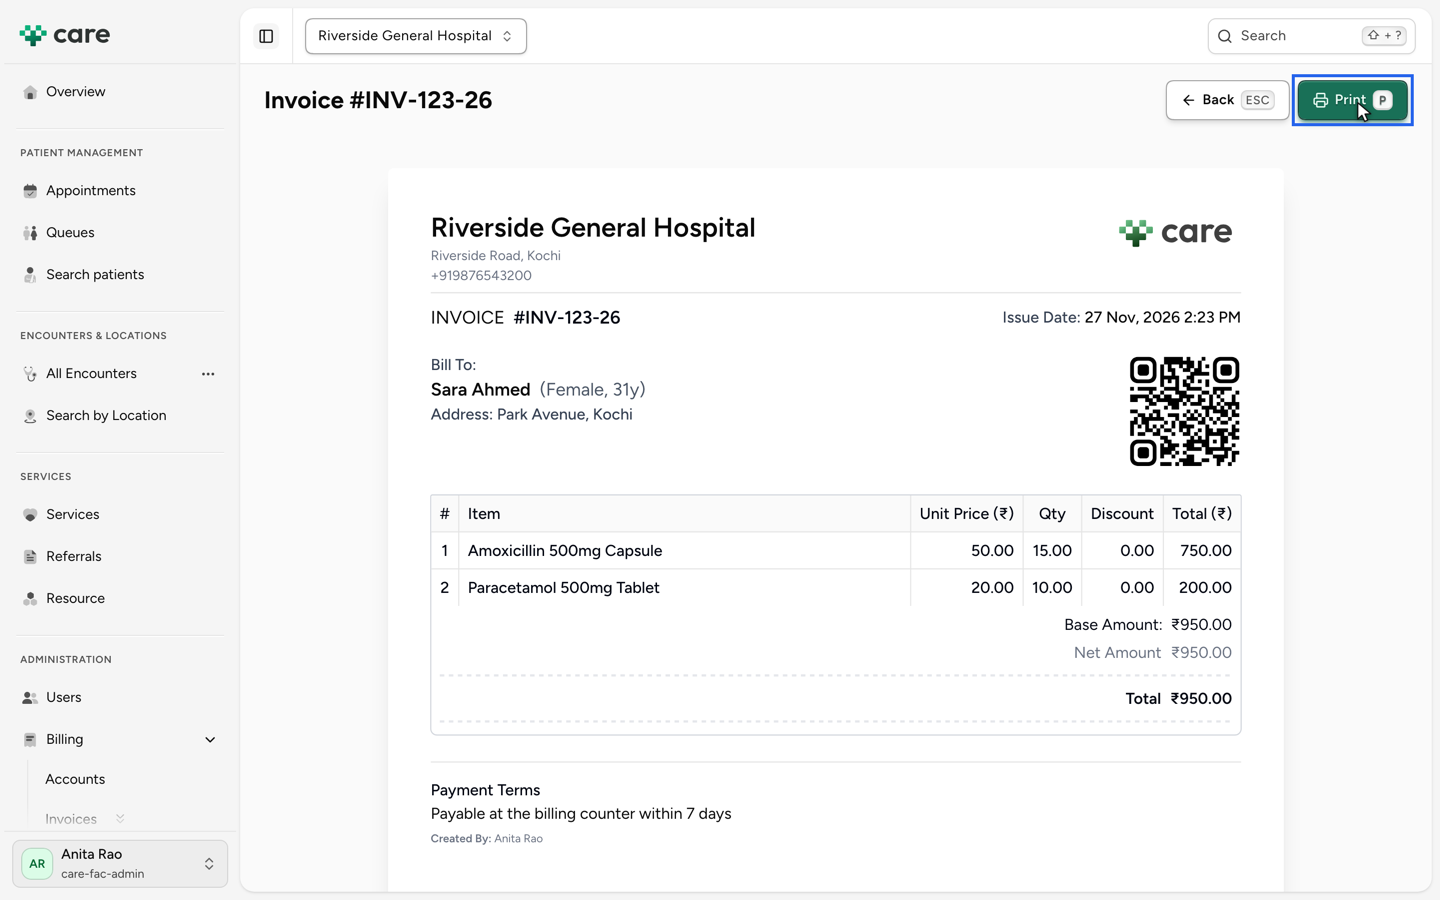 care
Riverside General Hospital
Search
⇧ + ?
Overview
PATIENT MANAGEMENT
Appointments
Queues
Search patients
ENCOUNTERS & LOCATIONS
All Encounters
Search by Location
SERVICES
Services
Referrals
Resource
ADMINISTRATION
Users
Billing
Accounts
Invoices
AR
Anita Rao
care-fac-admin
Invoice #INV-123-26
Back ESC
Print P
Riverside General Hospital
care
Riverside Road, Kochi
+919876543200
INVOICE #INV-123-26
Issue Date: 27 Nov, 2026 2:23 PM
Bill To:
Sara Ahmed (Female, 31y)
Address: Park Avenue, Kochi
# Item Unit Price (₹) Qty Discount Total (₹)
1 Amoxicillin 500mg Capsule 50.00 15.00 0.00 750.00
2 Paracetamol 500mg Tablet 20.00 10.00 0.00 200.00
Base Amount: ₹950.00
Net Amount ₹950.00
Total ₹950.00
Payment Terms
Payable at the billing counter within 7 days
Created By: Anita Rao